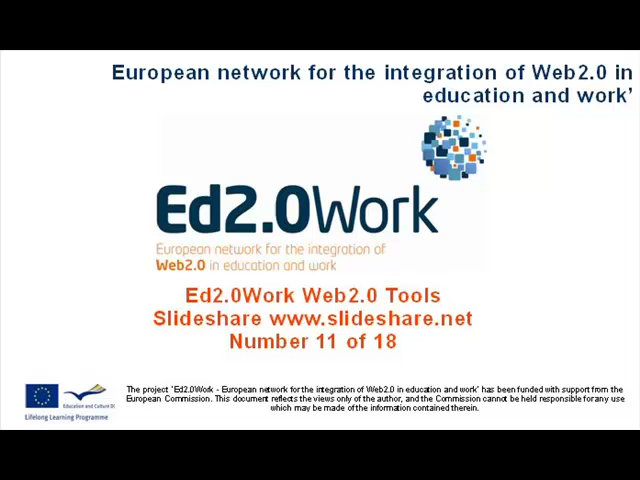 European network for the integration of Web2.0 in
education and work’
Ed2.0Work
European network for the integration of
Web2.0 in education and work
Ed2.0Work Web2.0 Tools
Slideshare www.slideshare.net
Number 11 of 18
Education and Culture DG
Lifelong Learning Programme
The project 'Ed2.0Work - European network for the integration of Web2.0 in education and work' has been funded with support from the
European Commission. This document reflects the views only of the author, and the Commission cannot be held responsible for any use
which may be made of the information contained therein.